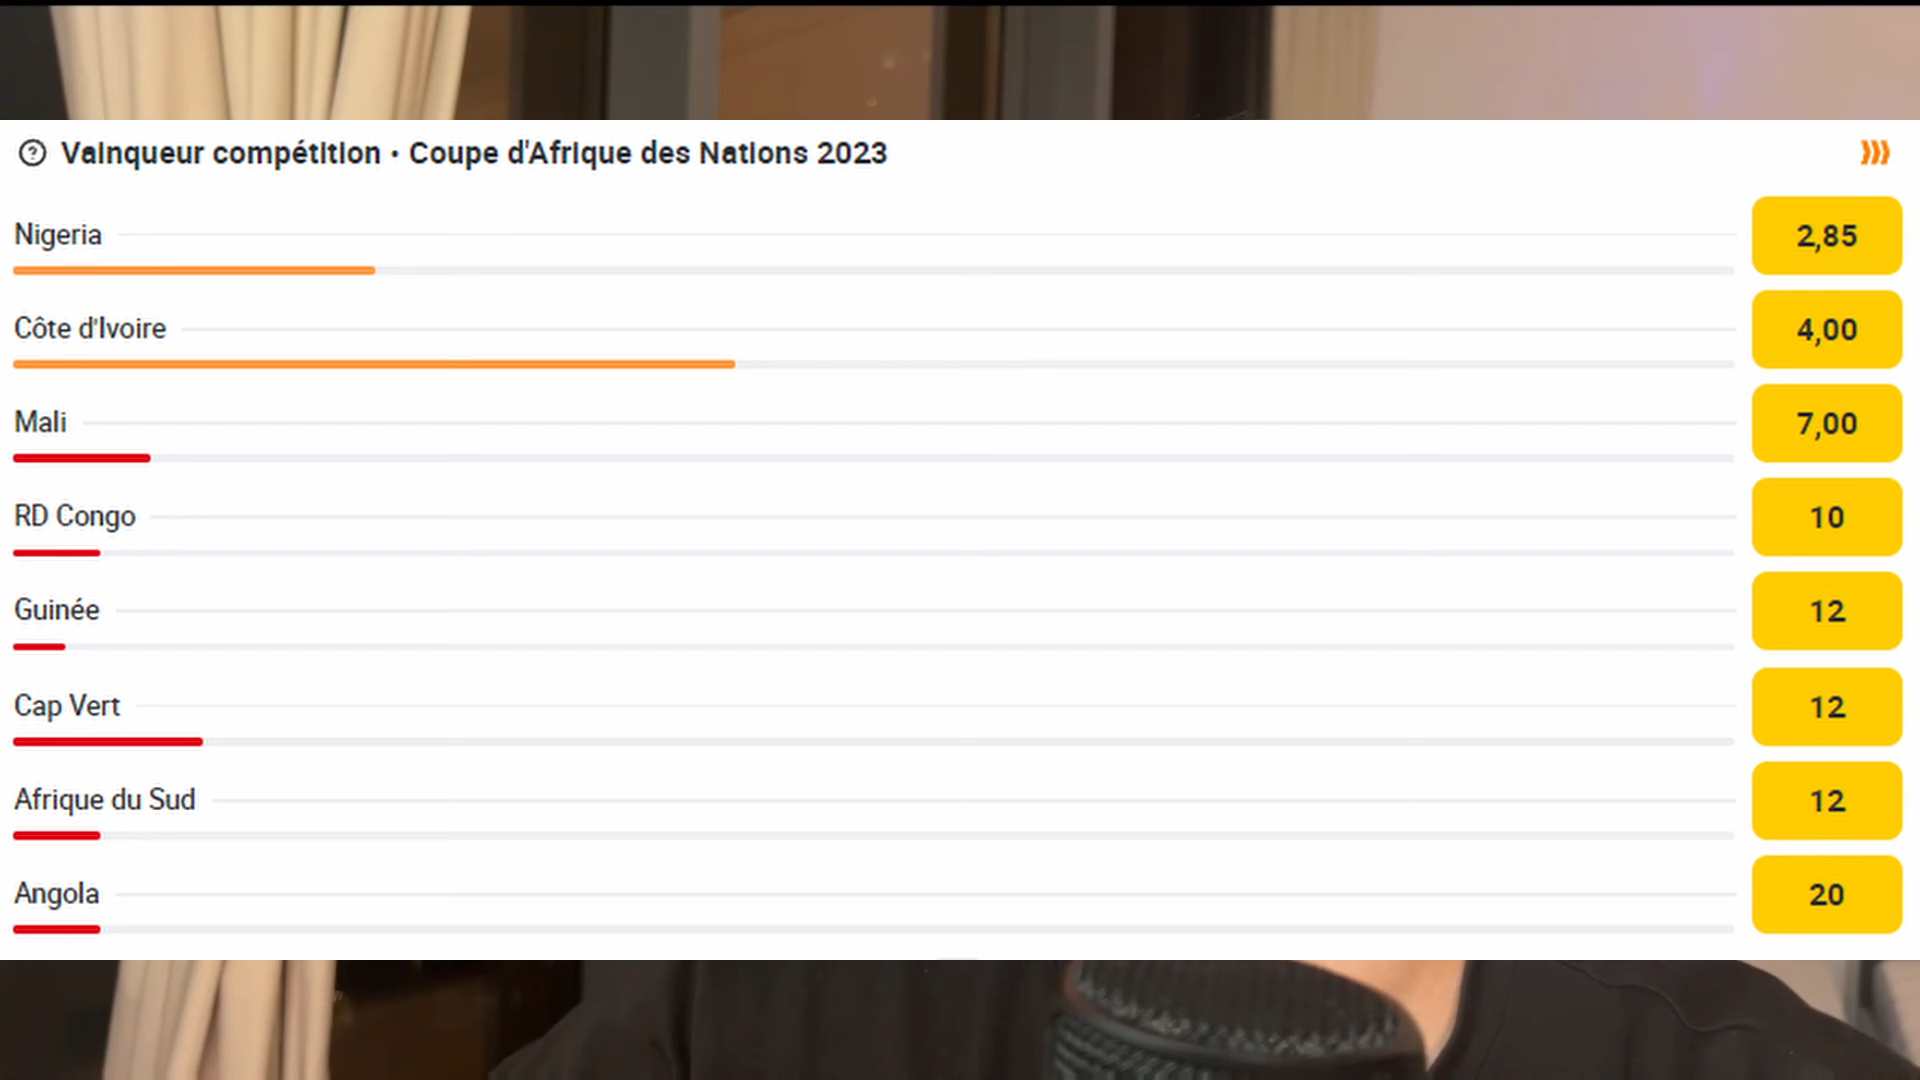 Vainqueur compétition • Coupe d'Afrique des Nations 2023
Nigeria 2,85
Côte d'Ivoire 4,00
Mali 7,00
RD Congo 10
Guinée 12
Cap Vert 12
Afrique du Sud 12
Angola 20